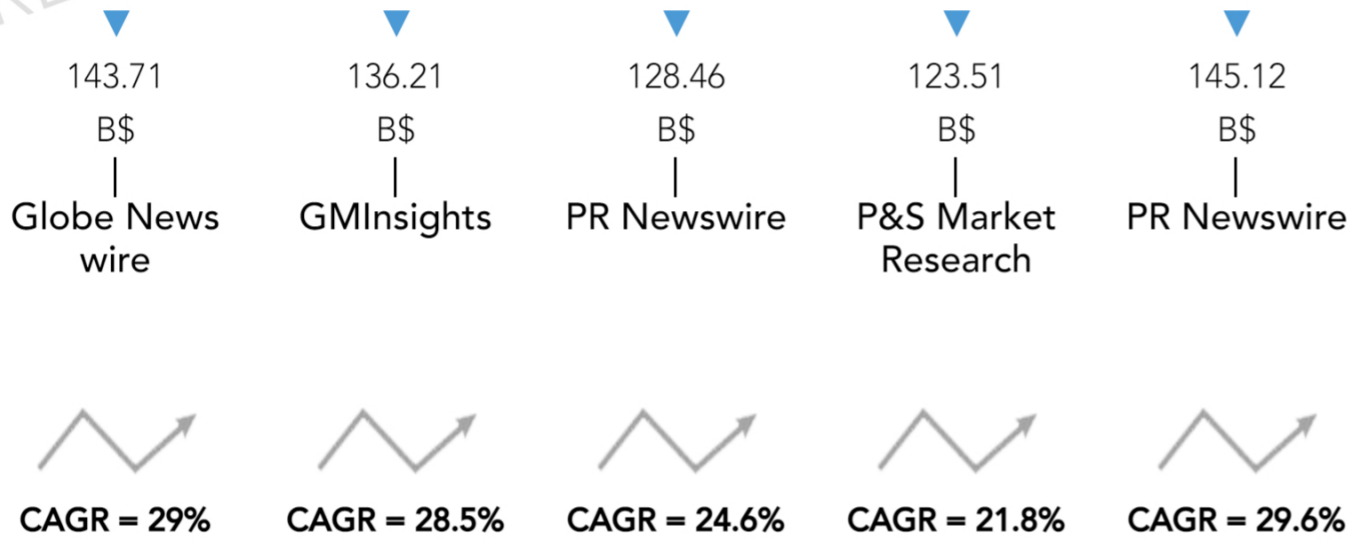 143.71 136.21 128.46 123.51 145.12
B$ B$ B$ B$ B$
Globe News GMInsights PR Newswire P&S Market PR Newswire
wire Research
CAGR = 29% CAGR = 28.5% CAGR = 24.6% CAGR = 21.8% CAGR = 29.6%